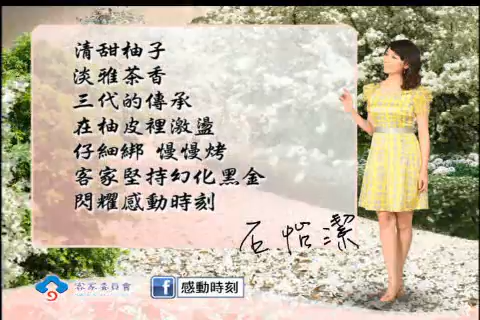 清甜柚子
淡雅茶香
三代的傳承
在柚皮裡激盪
仔細綁 慢慢烤
客家堅持幻化黑金
閃耀感動時刻
石怡潔
客家委員會
f 感動時刻